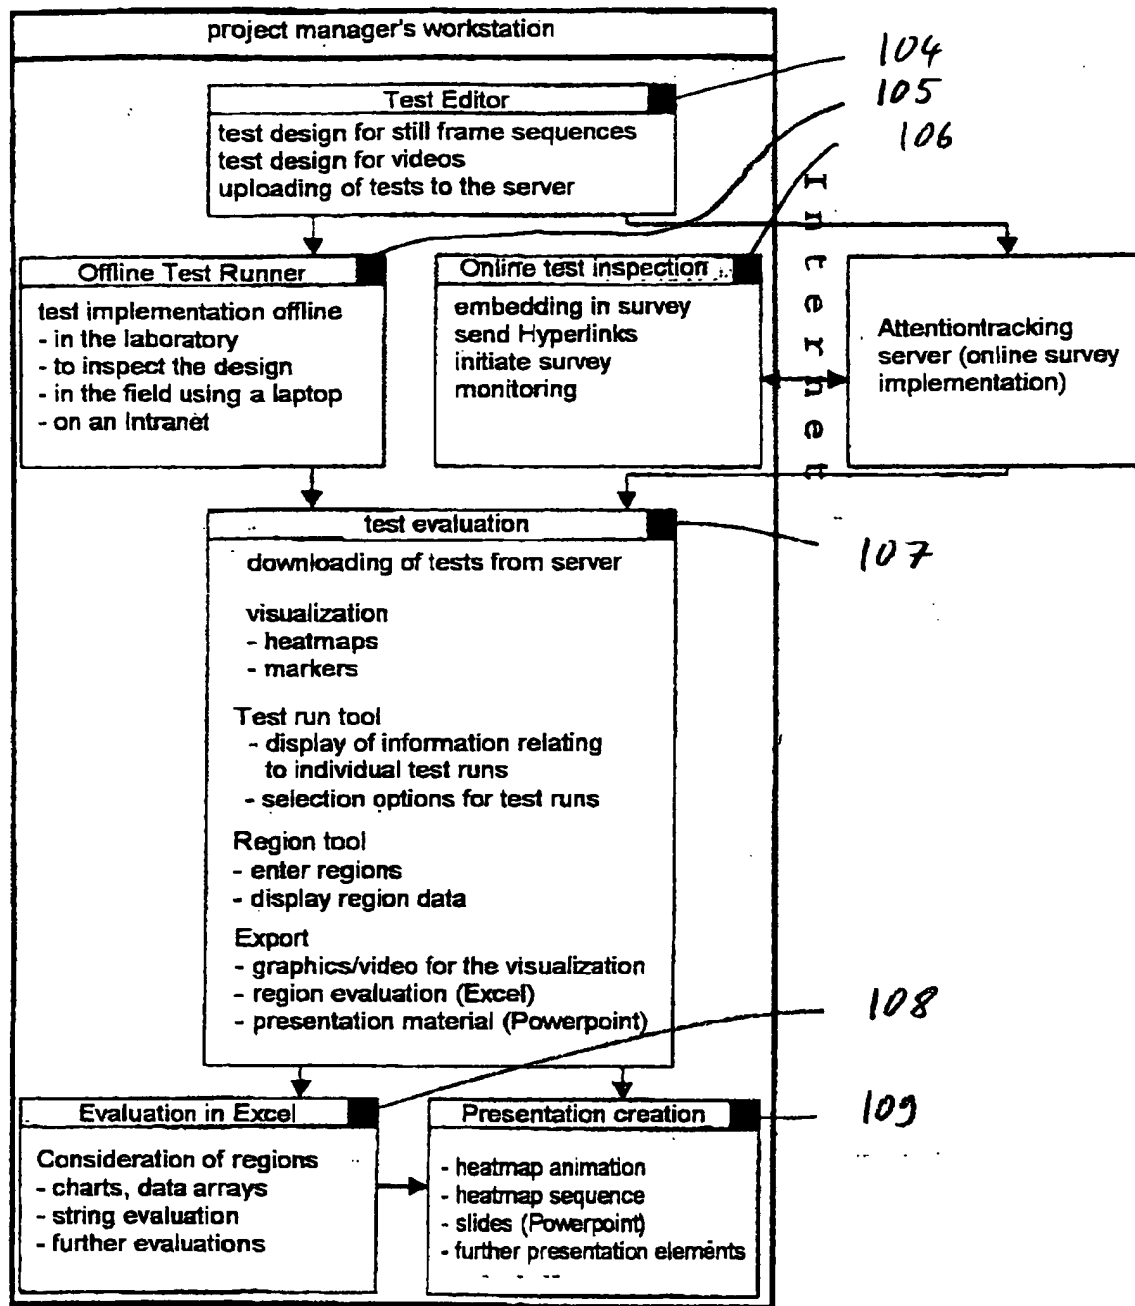 project manager's workstation
104
Test Editor
105
test design for still frame sequences
test design for videos
uploading of tests to the server
106
Internet
Offline Test Runner
test implementation offline
- in the laboratory
- to inspect the design
- in the field using a laptop
- on an Intranet
Online test inspection
embedding in survey
send Hyperlinks
initiate survey
monitoring
Attentiontracking
server (online survey
implementation)
test evaluation
107
downloading of tests from server
visualization
- heatmaps
- markers
Test run tool
- display of information relating
to individual test runs
- selection options for test runs
Region tool
- enter regions
- display region data
Export
- graphics/video for the visualization
- region evaluation (Excel)
- presentation material (Powerpoint)
108
Evaluation in Excel
Consideration of regions
- charts, data arrays
- string evaluation
- further evaluations
Presentation creation
109
- heatmap animation
- heatmap sequence
- slides (Powerpoint)
- further presentation elements